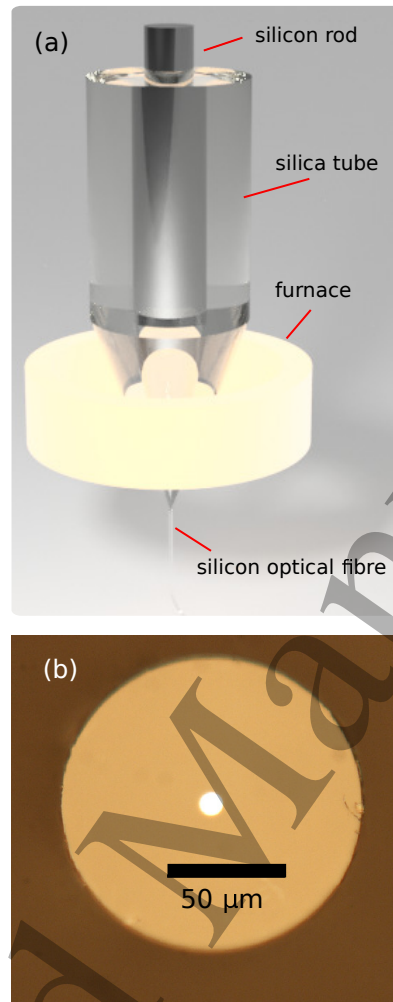 (a)
silicon rod
silica tube
furnace
silicon optical fibre
(b)
50 μm